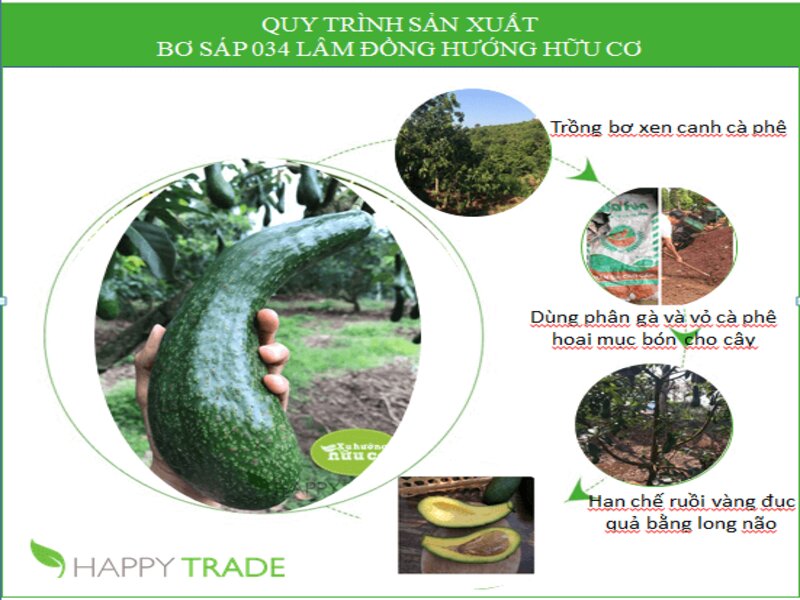 QUY TRÌNH SẢN XUẤT
BƠ SÁP 034 LÂM ĐỒNG HƯỚNG HỮU CƠ
Trồng bơ xen canh cà phê
Dùng phân gà và vỏ cà phê
hoai mục bón cho cây
Hạn chế ruồi vàng đục
quả bằng long não
Xu hướng
hữu c
HAPPY
HAPPY TRADE